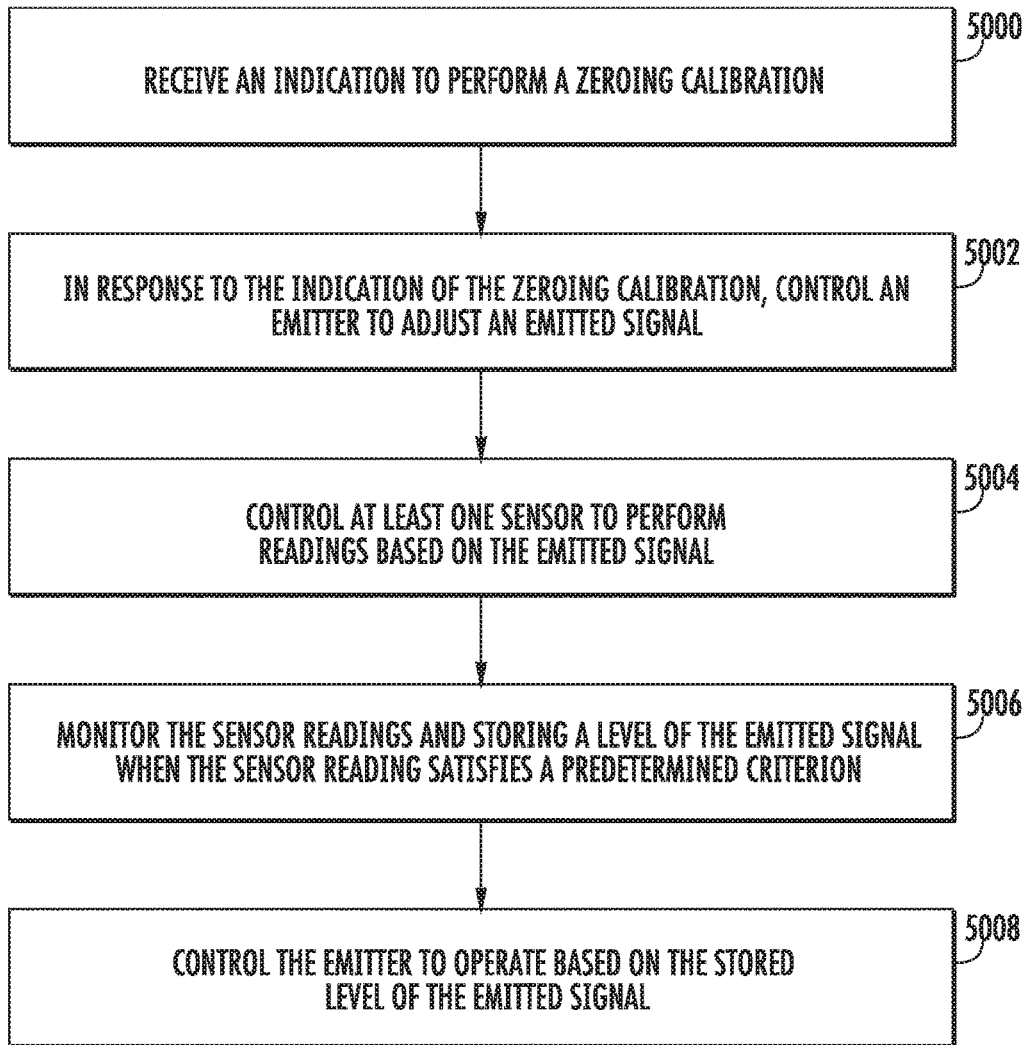 5000
RECEIVE AN INDICATION TO PERFORM A ZEROING CALIBRATION
5002
IN RESPONSE TO THE INDICATION OF THE ZEROING CALIBRATION, CONTROL AN
EMITTER TO ADJUST AN EMITTED SIGNAL
5004
CONTROL AT LEAST ONE SENSOR TO PERFORM
READINGS BASED ON THE EMITTED SIGNAL
5006
MONITOR THE SENSOR READINGS AND STORING A LEVEL OF THE EMITTED SIGNAL
WHEN THE SENSOR READING SATISFIES A PREDETERMINED CRITERION
5008
CONTROL THE EMITTER TO OPERATE BASED ON THE STORED
LEVEL OF THE EMITTED SIGNAL